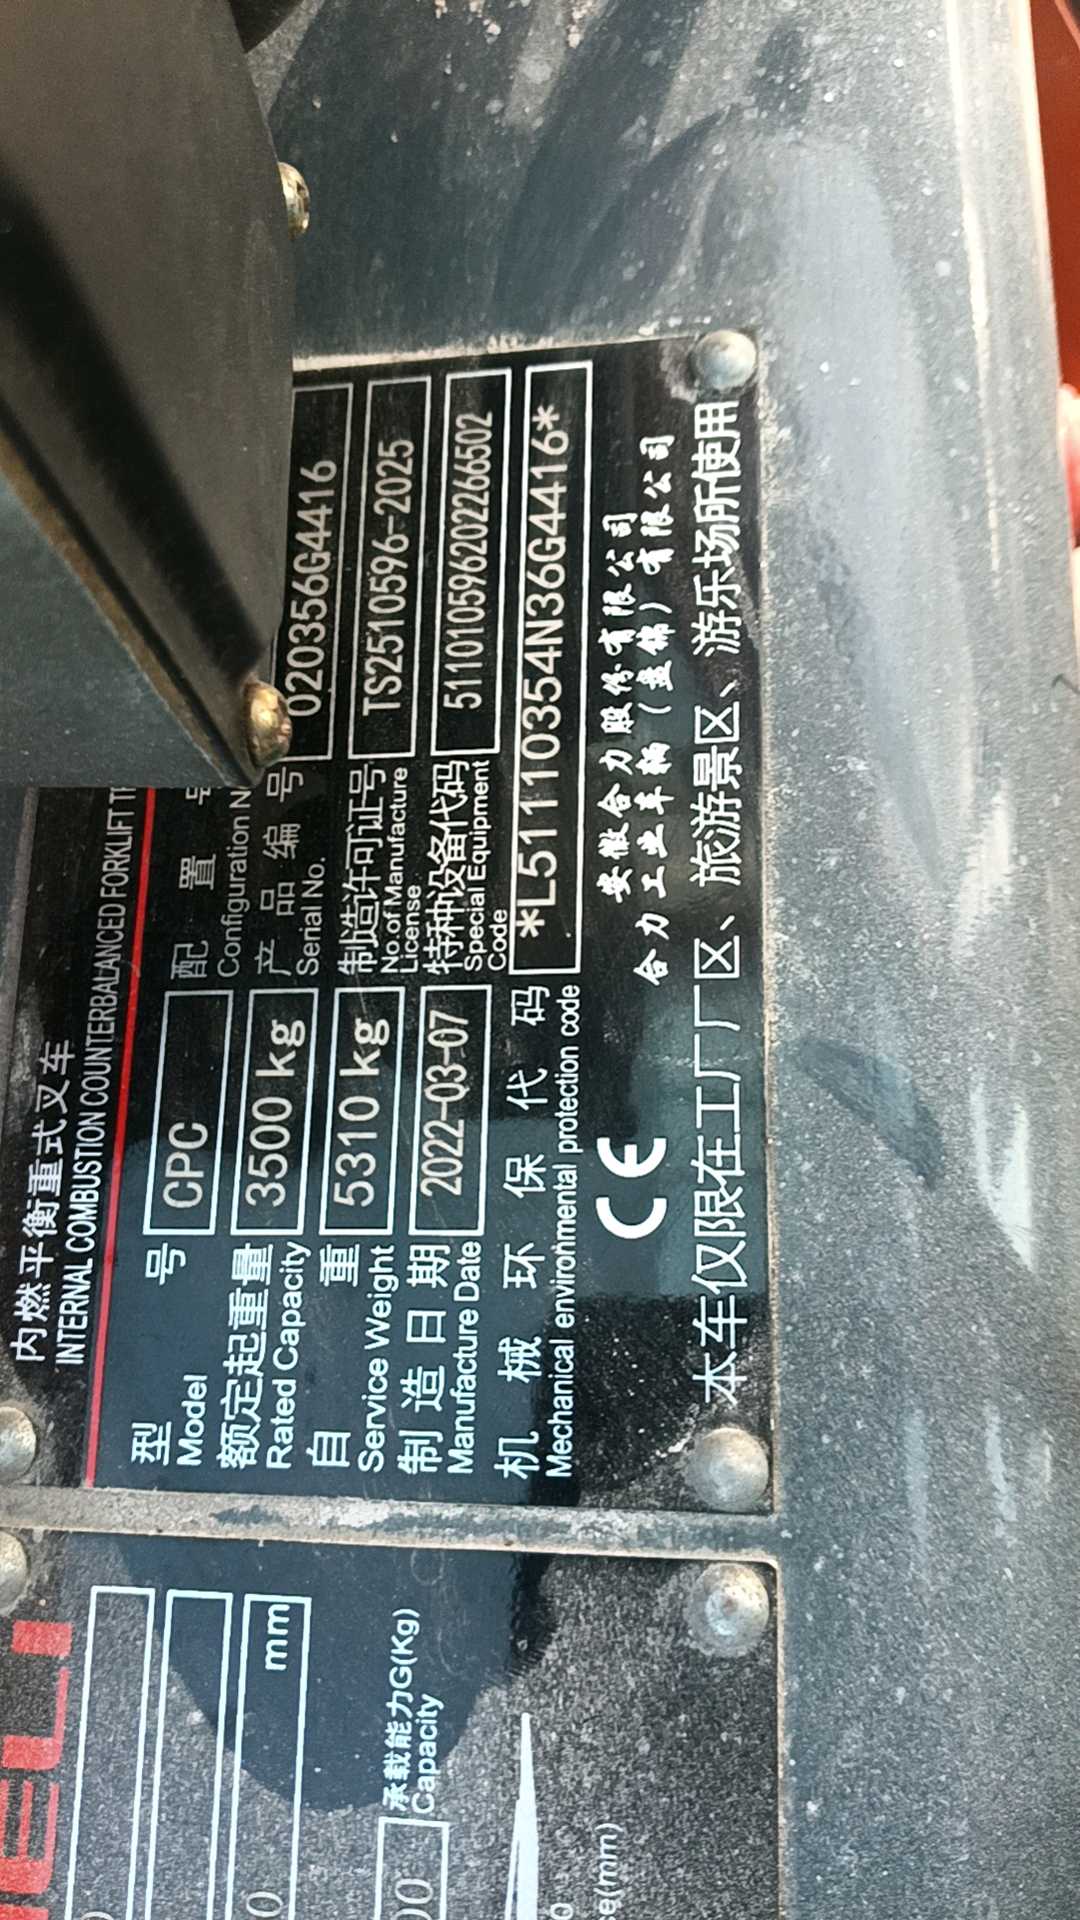 内燃平衡重式叉车
INTERNAL COMBUSTION COUNTERBALANCED FORKLIFT
型 号 CPC 配 置 号
Model Configuration
额定起重量 3500 kg 产 品 编 号 020356G4416
Rated Capacity Serial No.
自 重 5310 kg 制造许可证号 TS2510596-2025
Service Weight No.of Manufacture License
制 造 日 期 2022-03-07 特种设备代码 51101059620226502
Manufacture Date Special Equipment Code
机 械 环 保 代 码 *L51110354N36G4416*
Mechanical environmental protection code
CE
安徽合力股份有限公司
合力工业车辆（盘锦）有限公司
本车仅限在工厂厂区、旅游景区、游乐场所使用
HELI
mm
承载能力G(Kg)
Capacity